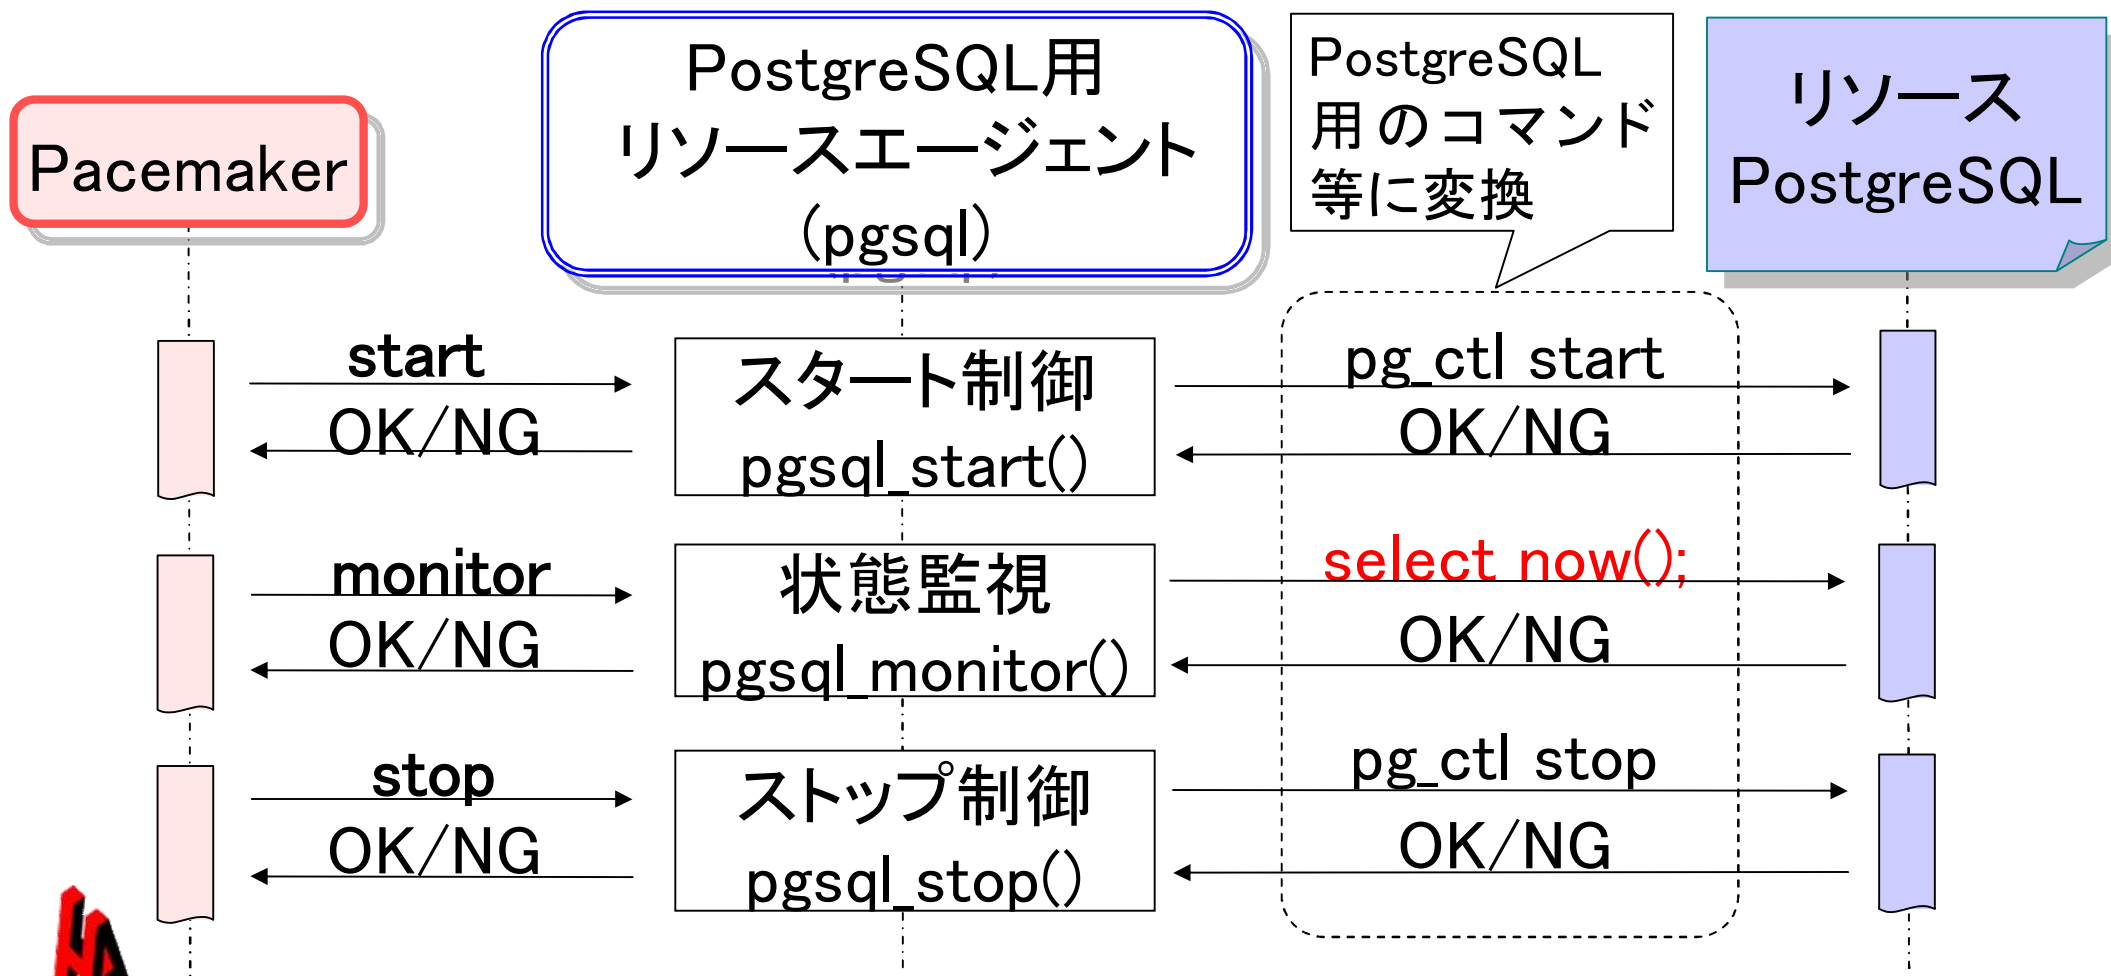 Pacemaker
PostgreSQL用
リソースエージェント
(pgsql)
PostgreSQL
用のコマンド
等に変換
リソース
PostgreSQL
start
OK/NG
スタート制御
pgsql_start()
pg_ctl start
OK/NG
monitor
OK/NG
状態監視
pgsql_monitor()
select now();
OK/NG
stop
OK/NG
ストップ制御
pgsql_stop()
pg_ctl stop
OK/NG